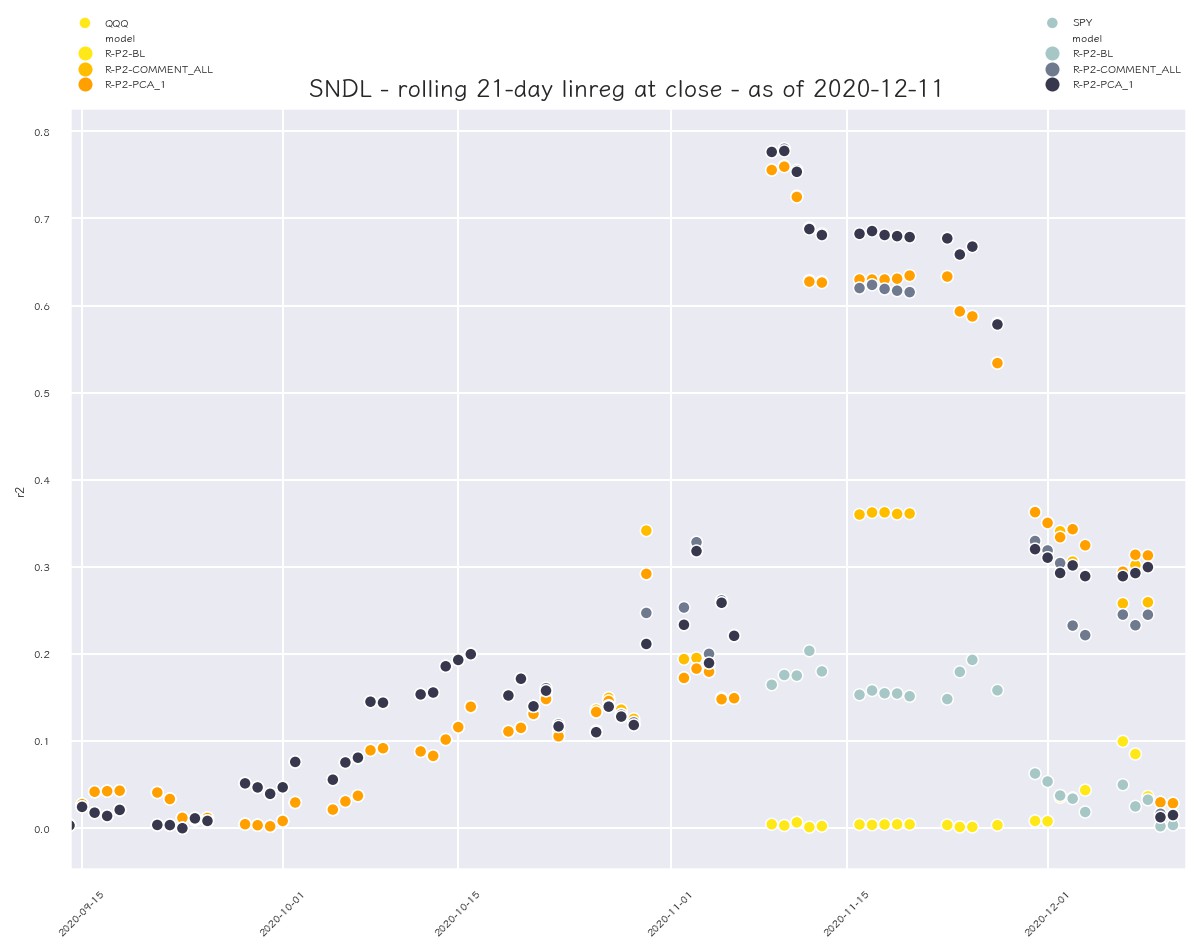 QQQ
model
R-P2-BL
R-P2-COMMENT_ALL
R-P2-PCA_1
SPY
model
R-P2-BL
R-P2-COMMENT_ALL
R-P2-PCA_1
SNDL - rolling 21-day linreg at close - as of 2020-12-11
r2
0.8
0.7
0.6
0.5
0.4
0.3
0.2
0.1
0.0
2020-09-15
2020-10-01
2020-10-15
2020-11-01
2020-11-15
2020-12-01